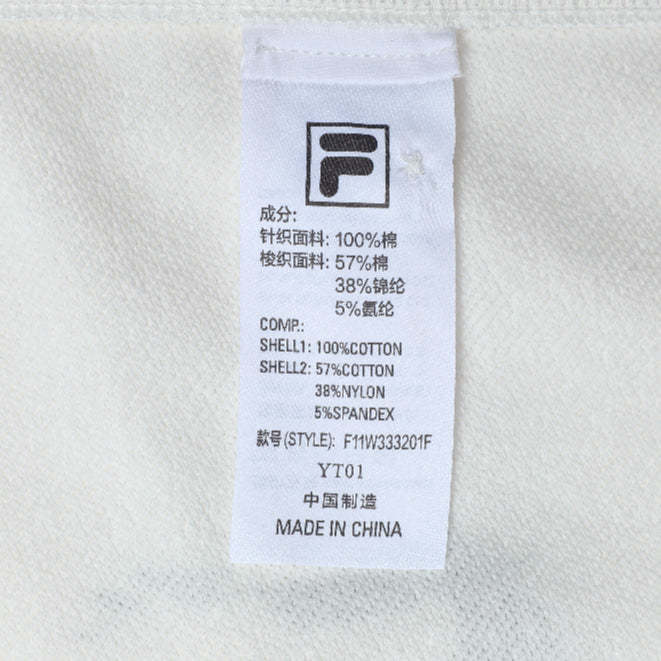 F
成分:
针织面料: 100%棉
梭织面料: 57%棉
38%锦纶
5%氨纶
COMP.:
SHELL1: 100%COTTON
SHELL2: 57%COTTON
38%NYLON
5%SPANDEX
款号(STYLE): F11W333201F
YT01
中国制造
MADE IN CHINA